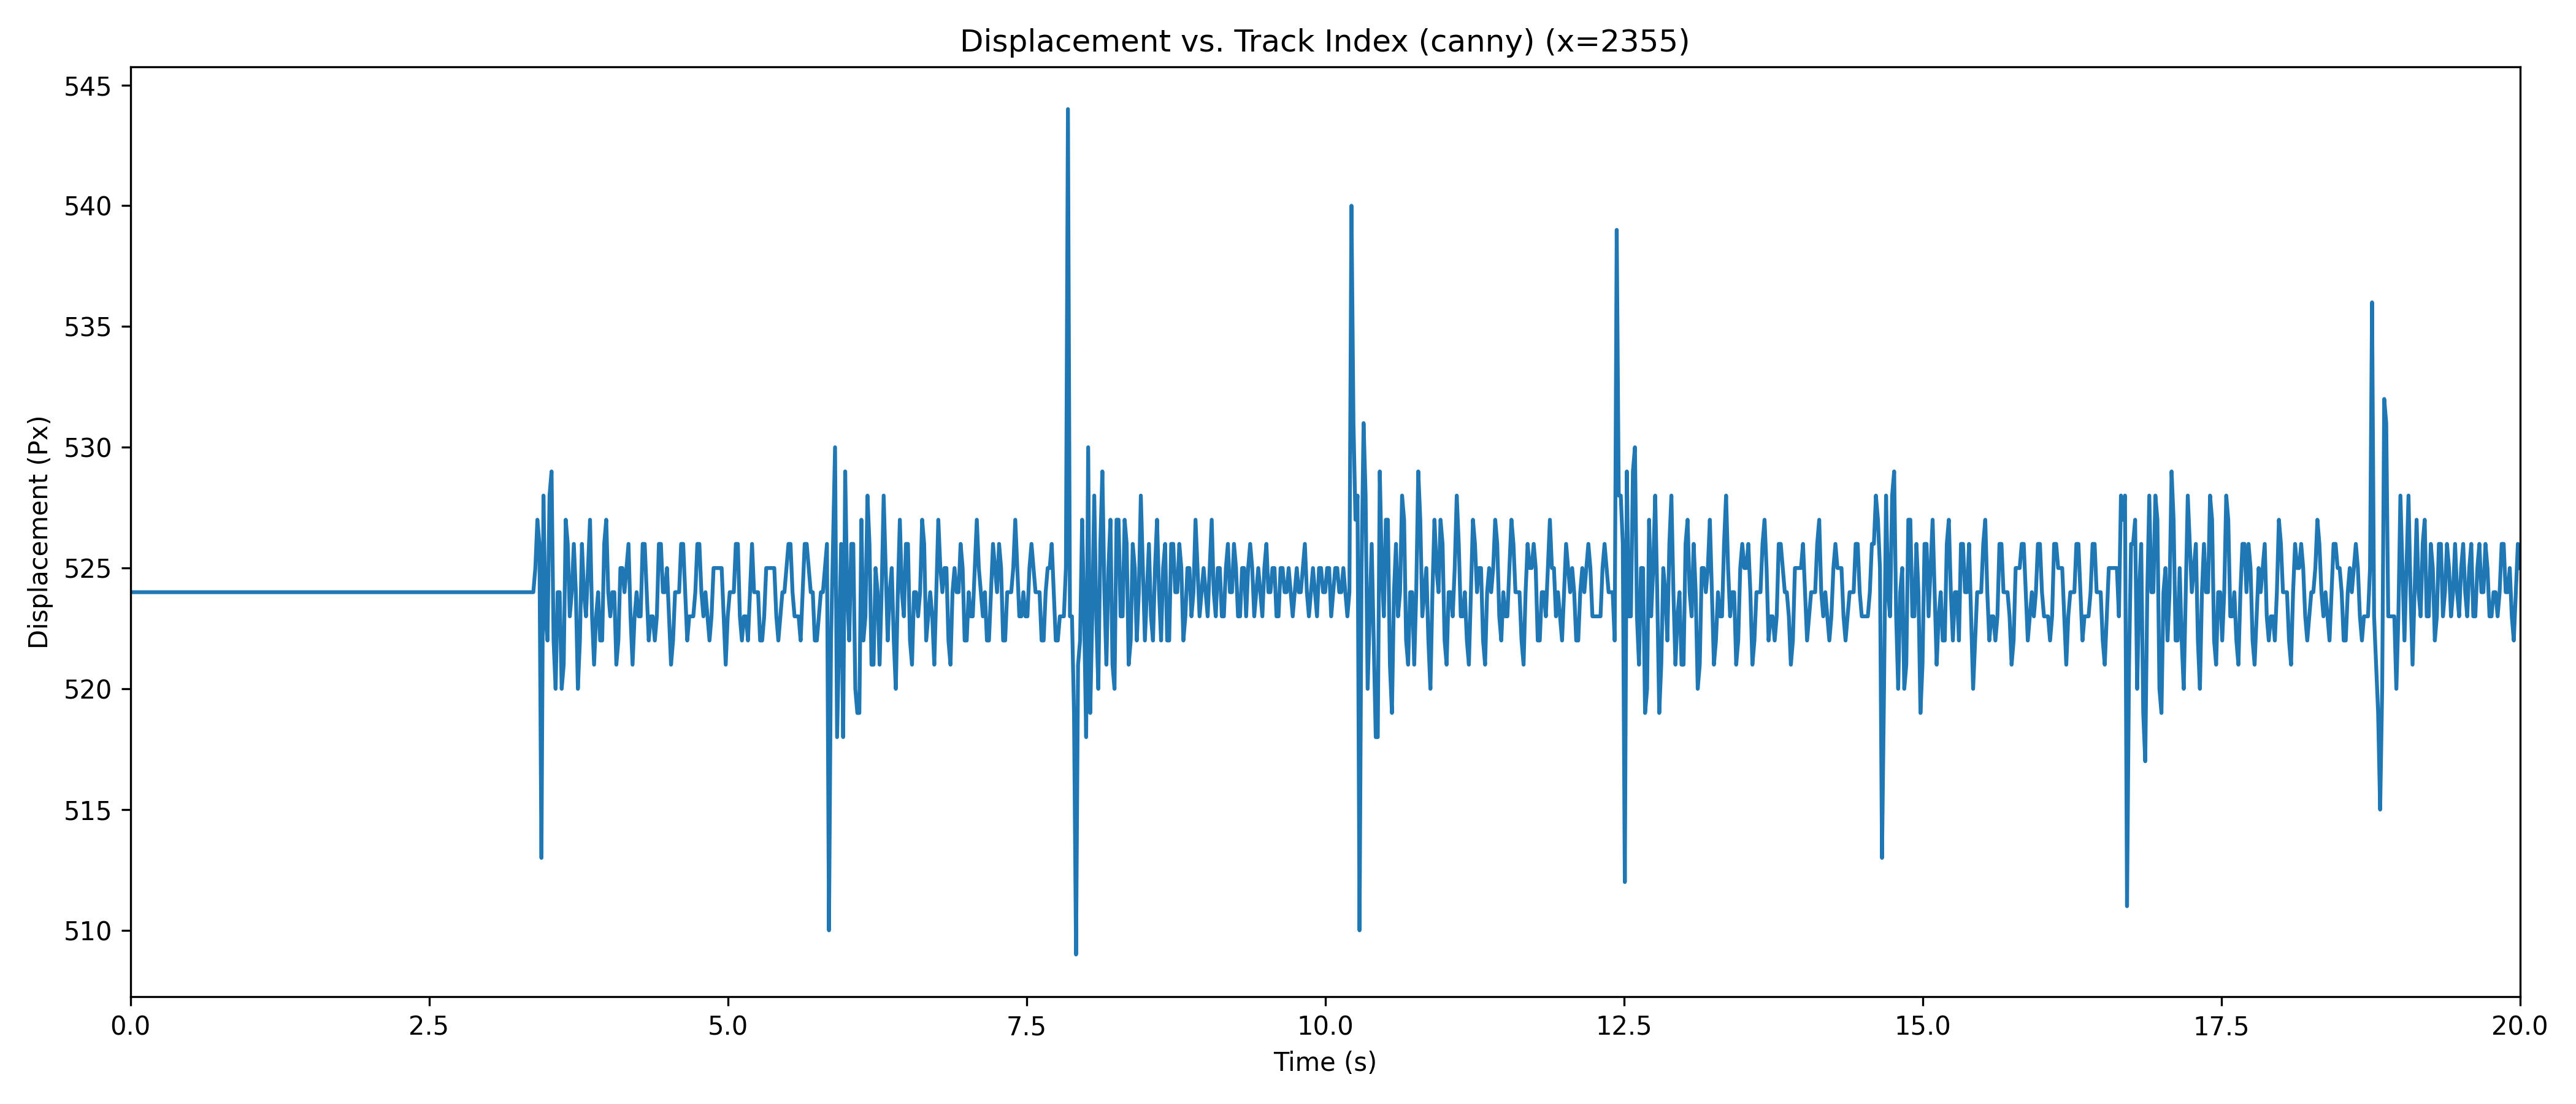 Displacement vs. Track Index (canny) (x=2355)
545
540
535
530
525
520
515
510
Displacement (Px)
0.0 2.5 5.0 7.5 10.0 12.5 15.0 17.5 20.0
Time (s)